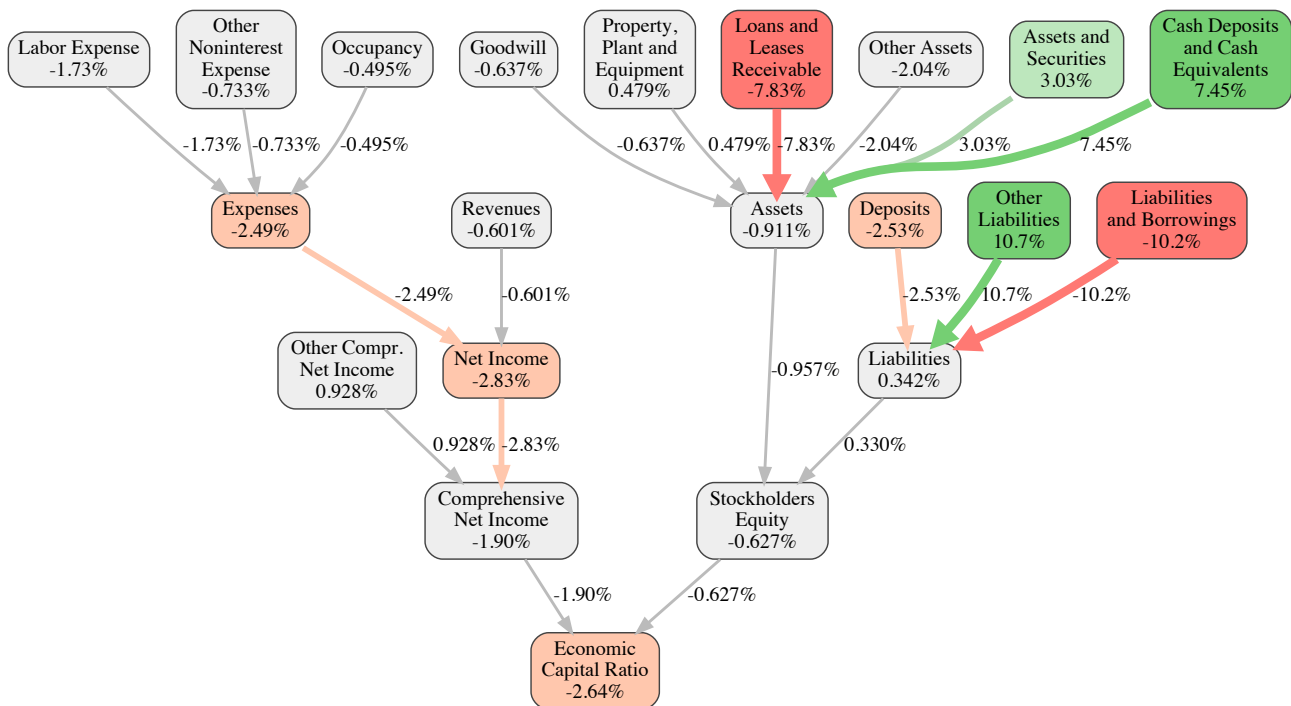 Labor Expense
-1.73%
Other
Noninterest
Expense
-0.733%
Occupancy
-0.495%
Goodwill
-0.637%
Property,
Plant and
Equipment
0.479%
Loans and
Leases
Receivable
-7.83%
Other Assets
-2.04%
Assets and
Securities
3.03%
Cash Deposits
and Cash
Equivalents
7.45%
-1.73%
-0.733%
-0.495%
-0.637%
0.479%
-7.83%
-2.04%
3.03%
7.45%
Expenses
-2.49%
Revenues
-0.601%
Assets
-0.911%
Deposits
-2.53%
Other
Liabilities
10.7%
Liabilities
and Borrowings
-10.2%
-2.49%
-0.601%
-2.53%
10.7%
-10.2%
Other Compr.
Net Income
0.928%
Net Income
-2.83%
-0.957%
Liabilities
0.342%
0.928%
-2.83%
0.330%
Comprehensive
Net Income
-1.90%
Stockholders
Equity
-0.627%
-1.90%
-0.627%
Economic
Capital Ratio
-2.64%